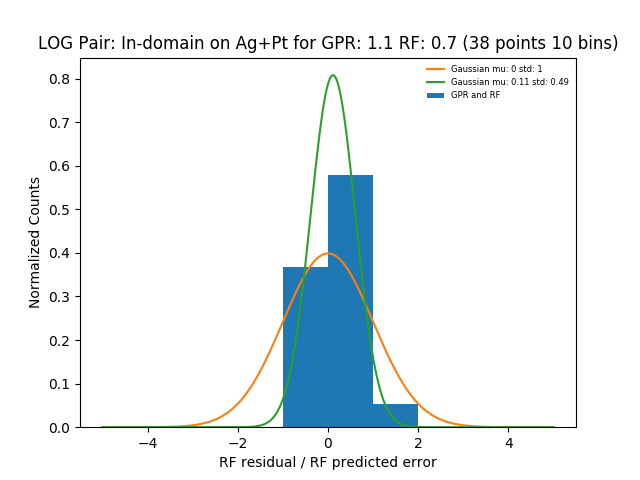 LOG Pair: In-domain on Ag+Pt for GPR: 1.1 RF: 0.7 (38 points 10 bins)
Gaussian mu: 0 std: 1
Gaussian mu: 0.11 std: 0.49
GPR and RF
Normalized Counts
0.8
0.7
0.6
0.5
0.4
0.3
0.2
0.1
0.0
−4
−2
0
2
4
RF residual / RF predicted error